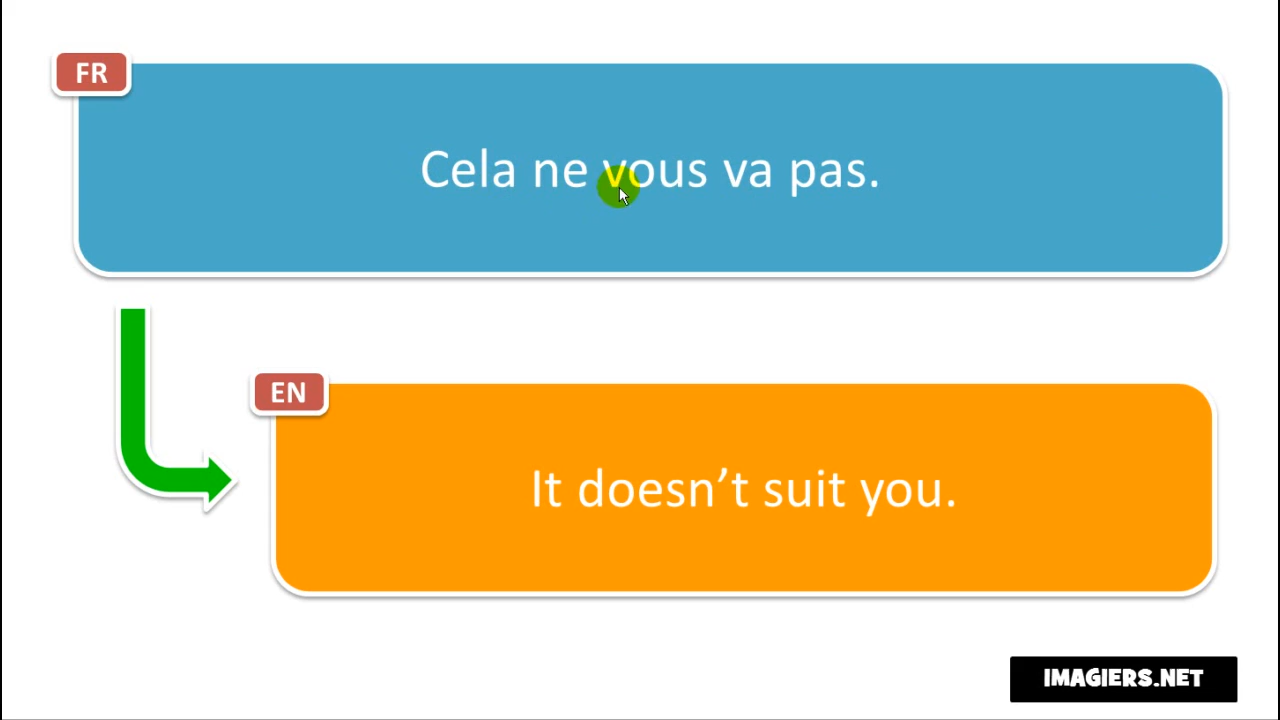 FR
Cela ne vous va pas.
EN
It doesn’t suit you.
IMAGIERS.NET